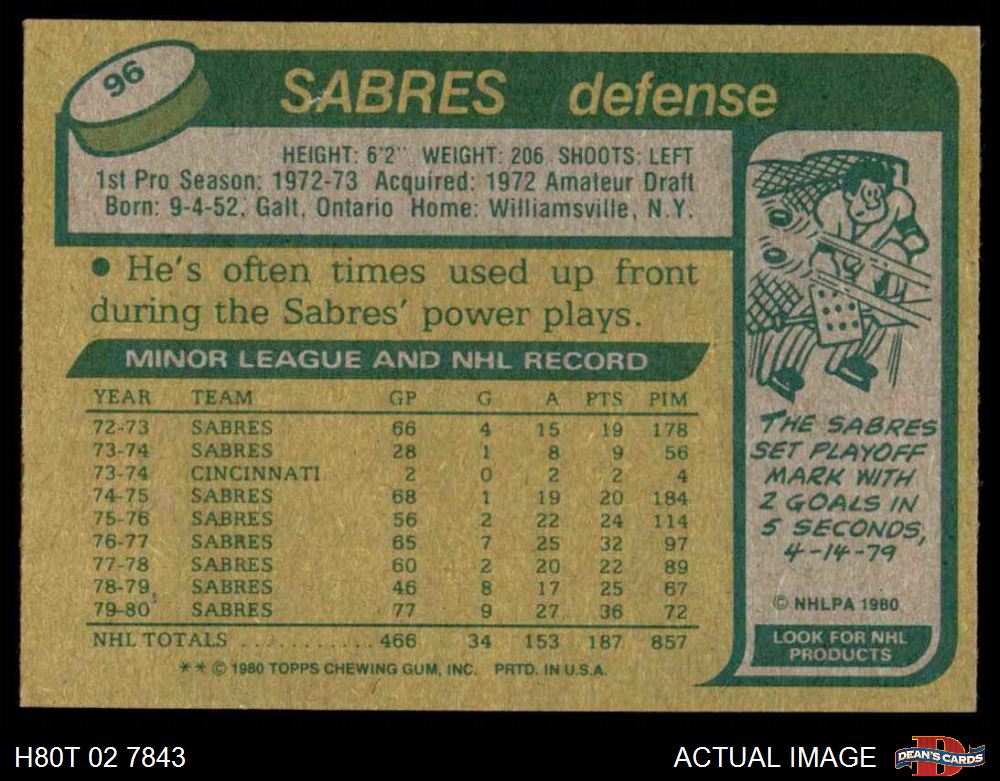 96
SABRES defense
HEIGHT: 6'2" WEIGHT: 206 SHOOTS: LEFT
1st Pro Season: 1972-73 Acquired: 1972 Amateur Draft
Born: 9-4-52, Galt, Ontario Home: Williamsville, N.Y.
● He's often times used up front
during the Sabres' power plays.
MINOR LEAGUE AND NHL RECORD
YEAR TEAM GP G A PTS PIM
72-73 SABRES 66 4 15 19 178
73-74 SABRES 28 1 8 9 56
73-74 CINCINNATI 2 0 2 2 4
74-75 SABRES 68 1 19 20 184
75-76 SABRES 56 2 22 24 114
76-77 SABRES 65 7 25 32 97
77-78 SABRES 60 2 20 22 89
78-79 SABRES 46 8 17 25 67
79-80 SABRES 77 9 27 36 72
NHL TOTALS ........... 466 34 153 187 857
** © 1980 TOPPS CHEWING GUM, INC. PRTD. IN U.S.A.
THE SABRES
SET PLAYOFF
MARK WITH
2 GOALS IN
5 SECONDS,
4-14-79
© NHLPA 1980
LOOK FOR NHL
PRODUCTS
H80T 02 7843
ACTUAL IMAGE
D
DEAN'S CARDS